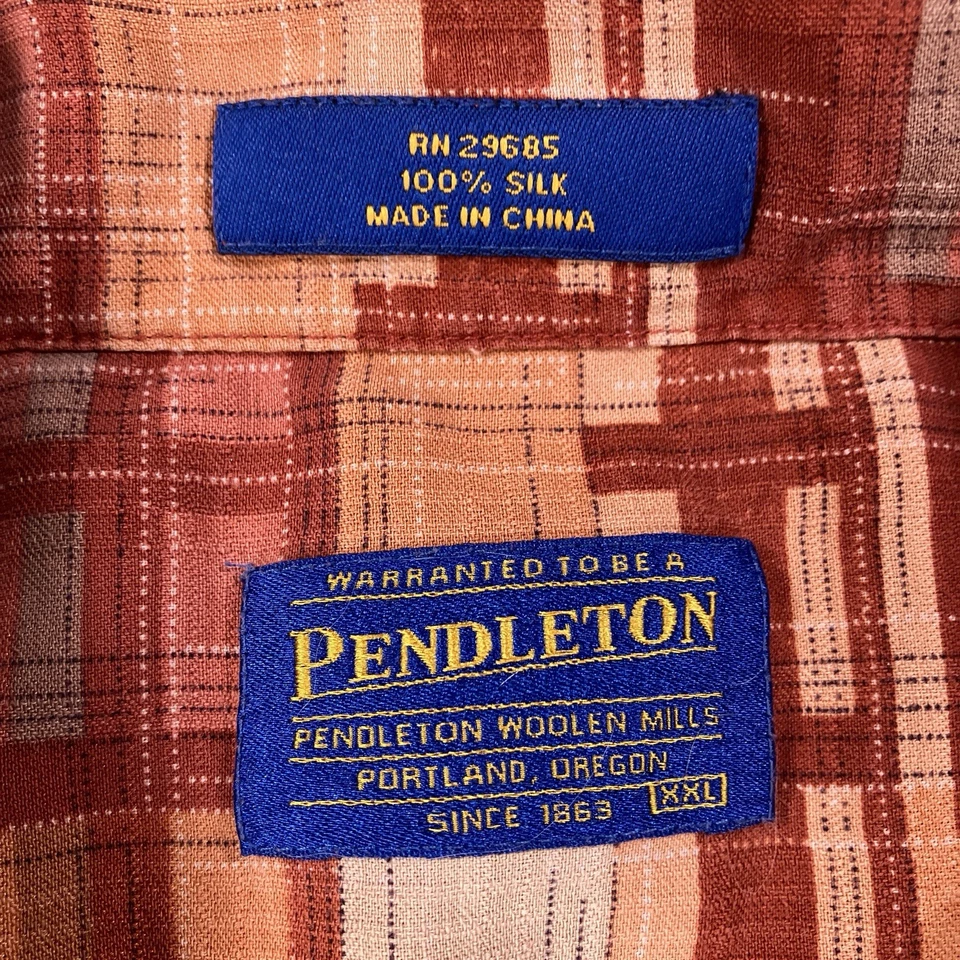 RN 29685
100% SILK
MADE IN CHINA
WARRANTED TO BE A
PENDLETON
PENDLETON WOOLEN MILLS
PORTLAND, OREGON
SINCE 1863 XXL